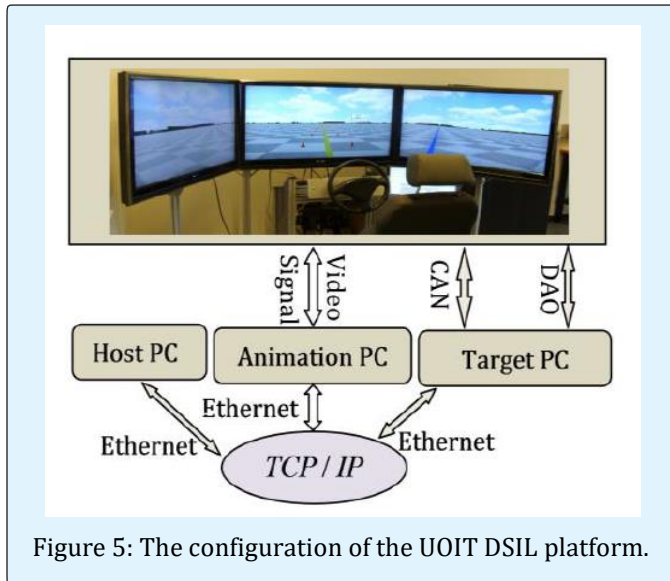 Video
Signal
CAN
DAQ
Host PC
Animation PC
Target PC
Ethernet
Ethernet
Ethernet
TCP / IP
Figure 5: The configuration of the UOIT DSIL platform.